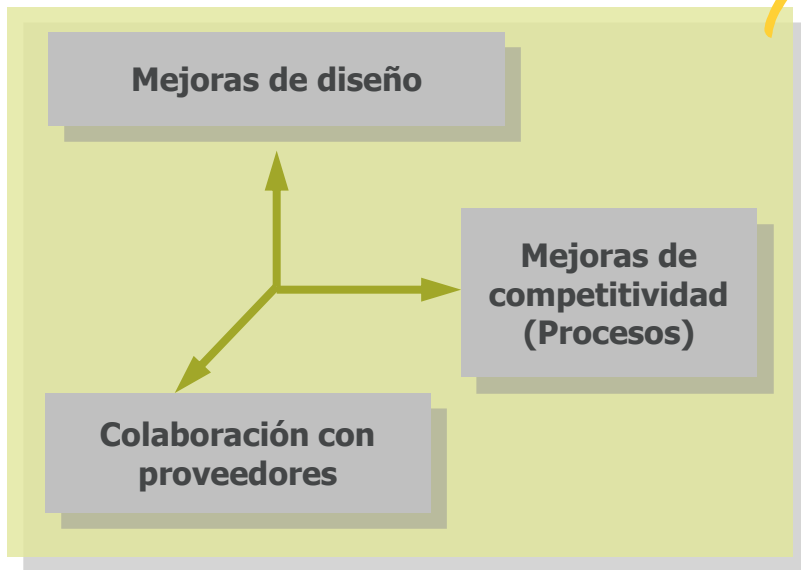 Mejoras de diseño
Mejoras de
competitividad
(Procesos)
Colaboración con
proveedores